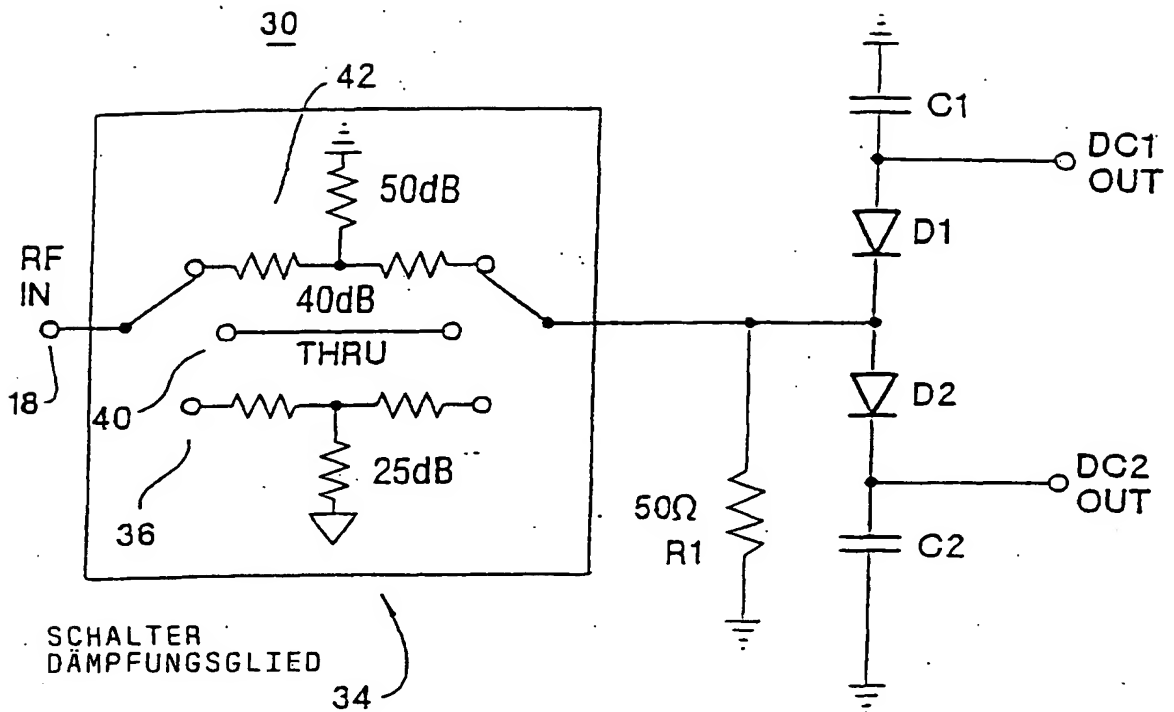 30
42
C1
DC1
OUT
50dB
D1
RF
IN
40dB
THRU
18
40
D2
25dB
DC2
OUT
36
50Ω
R1
C2
SCHALTER
DÄMPFUNGSGLIED
34